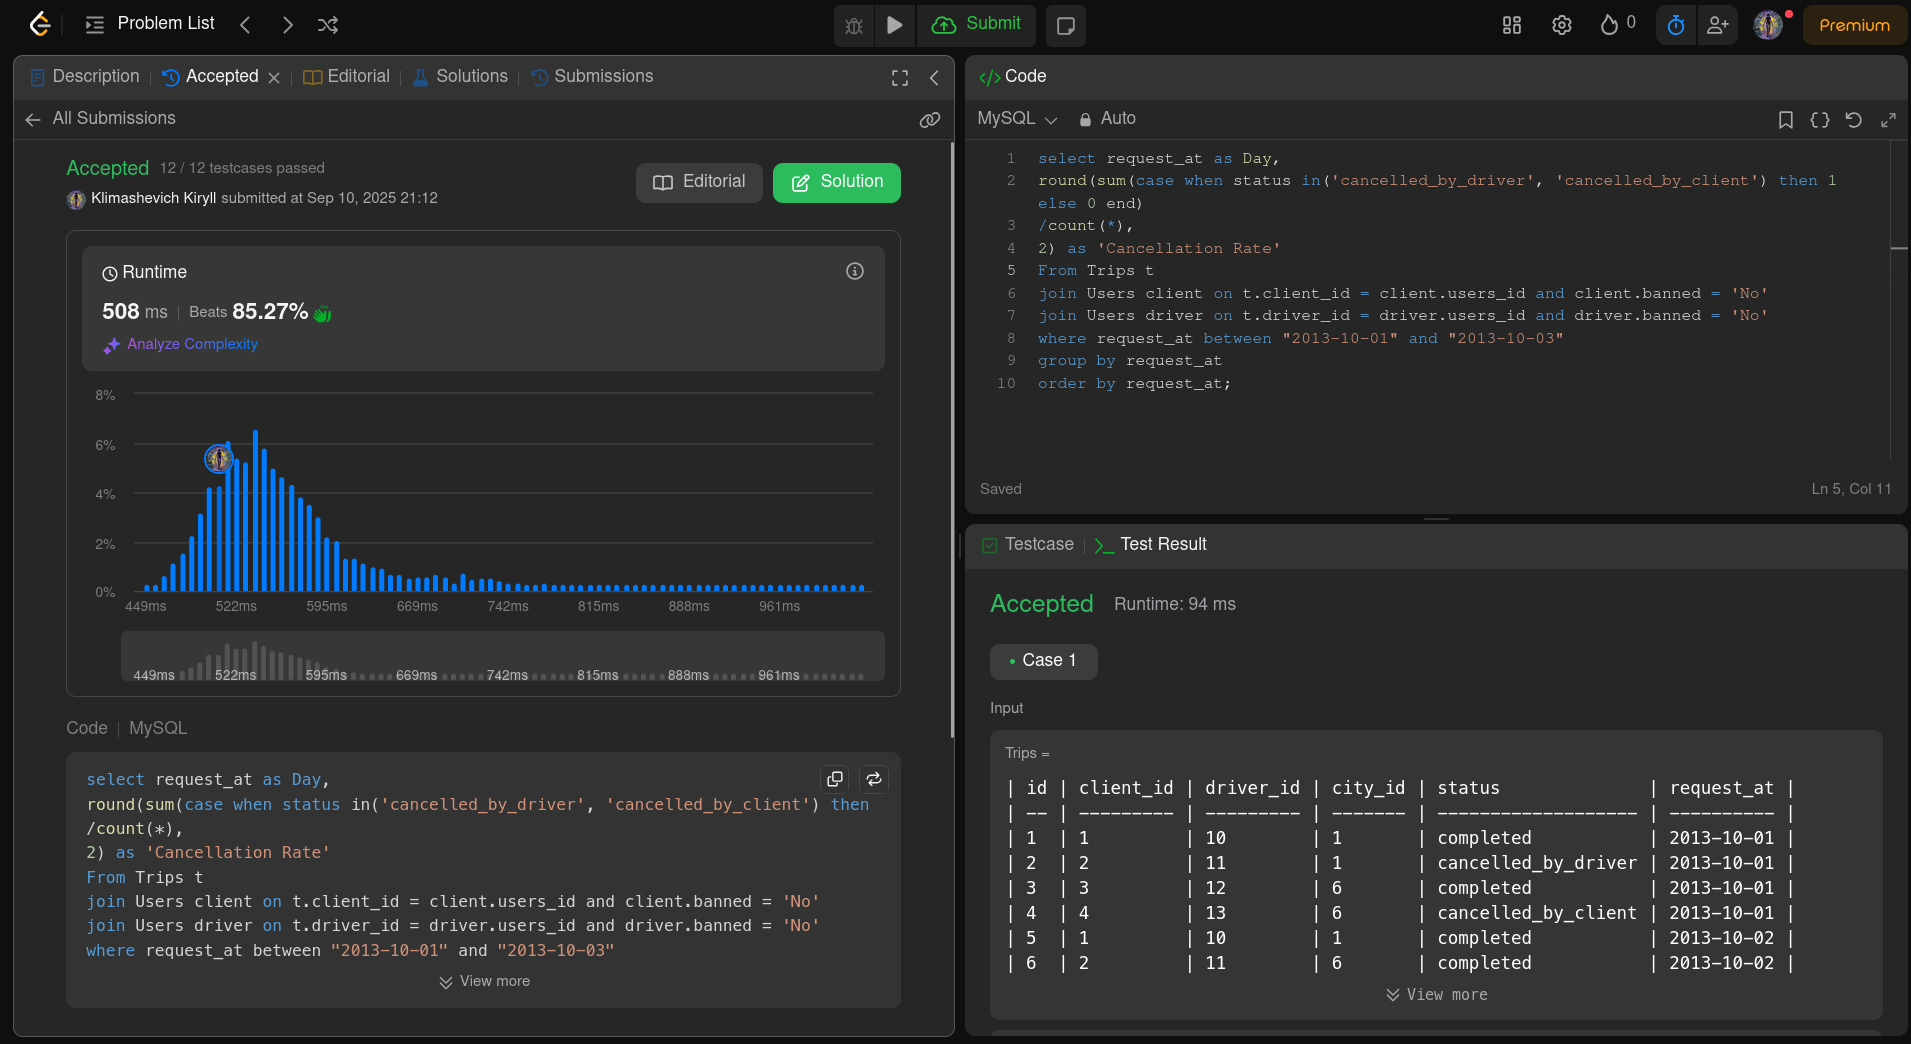 Problem List
Submit
0
Premium
Description
Accepted
Editorial
Solutions
Submissions
All Submissions
Accepted 12 / 12 testcases passed
Klimashevich Kiryll submitted at Sep 10, 2025 21:12
Editorial
Solution
Runtime
508 ms | Beats 85.27%
Analyze Complexity
8%
6%
4%
2%
0%
449ms 522ms 595ms 669ms 742ms 815ms 888ms 961ms
449ms 522ms 595ms 669ms 742ms 815ms 888ms 961ms
Code | MySQL
select request_at as Day,
round(sum(case when status in('cancelled_by_driver', 'cancelled_by_client') then
/count(*),
2) as 'Cancellation Rate'
From Trips t
join Users client on t.client_id = client.users_id and client.banned = 'No'
join Users driver on t.driver_id = driver.users_id and driver.banned = 'No'
where request_at between "2013-10-01" and "2013-10-03"
View more
</> Code
MySQL
Auto
1 select request_at as Day,
2 round(sum(case when status in('cancelled_by_driver', 'cancelled_by_client') then 1
else 0 end)
3 /count(*),
4 2) as 'Cancellation Rate'
5 From Trips t
6 join Users client on t.client_id = client.users_id and client.banned = 'No'
7 join Users driver on t.driver_id = driver.users_id and driver.banned = 'No'
8 where request_at between "2013-10-01" and "2013-10-03"
9 group by request_at
10 order by request_at;
Saved
Ln 5, Col 11
Testcase
Test Result
Accepted Runtime: 94 ms
• Case 1
Input
Trips =
| id | client_id | driver_id | city_id | status | request_at |
| -- | --------- | --------- | ------- | ------------------- | ---------- |
| 1 | 1 | 10 | 1 | completed | 2013-10-01 |
| 2 | 2 | 11 | 1 | cancelled_by_driver | 2013-10-01 |
| 3 | 3 | 12 | 6 | completed | 2013-10-01 |
| 4 | 4 | 13 | 6 | cancelled_by_client | 2013-10-01 |
| 5 | 1 | 10 | 1 | completed | 2013-10-02 |
| 6 | 2 | 11 | 6 | completed | 2013-10-02 |
View more